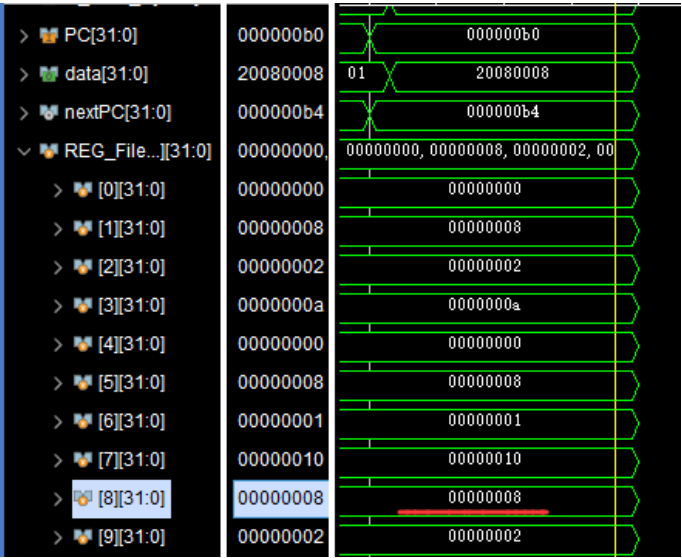 PC[31:0] 000000b0 000000b0
data[31:0] 20080008 01 20080008
nextPC[31:0] 000000b4 000000b4
REG_File...][31:0] 00000000, 00000000, 00000008, 00000002, 00
[0][31:0] 00000000 00000000
[1][31:0] 00000008 00000008
[2][31:0] 00000002 00000002
[3][31:0] 0000000a 0000000a
[4][31:0] 00000000 00000000
[5][31:0] 00000008 00000008
[6][31:0] 00000001 00000001
[7][31:0] 00000010 00000010
[8][31:0] 00000008 00000008
[9][31:0] 00000002 00000002